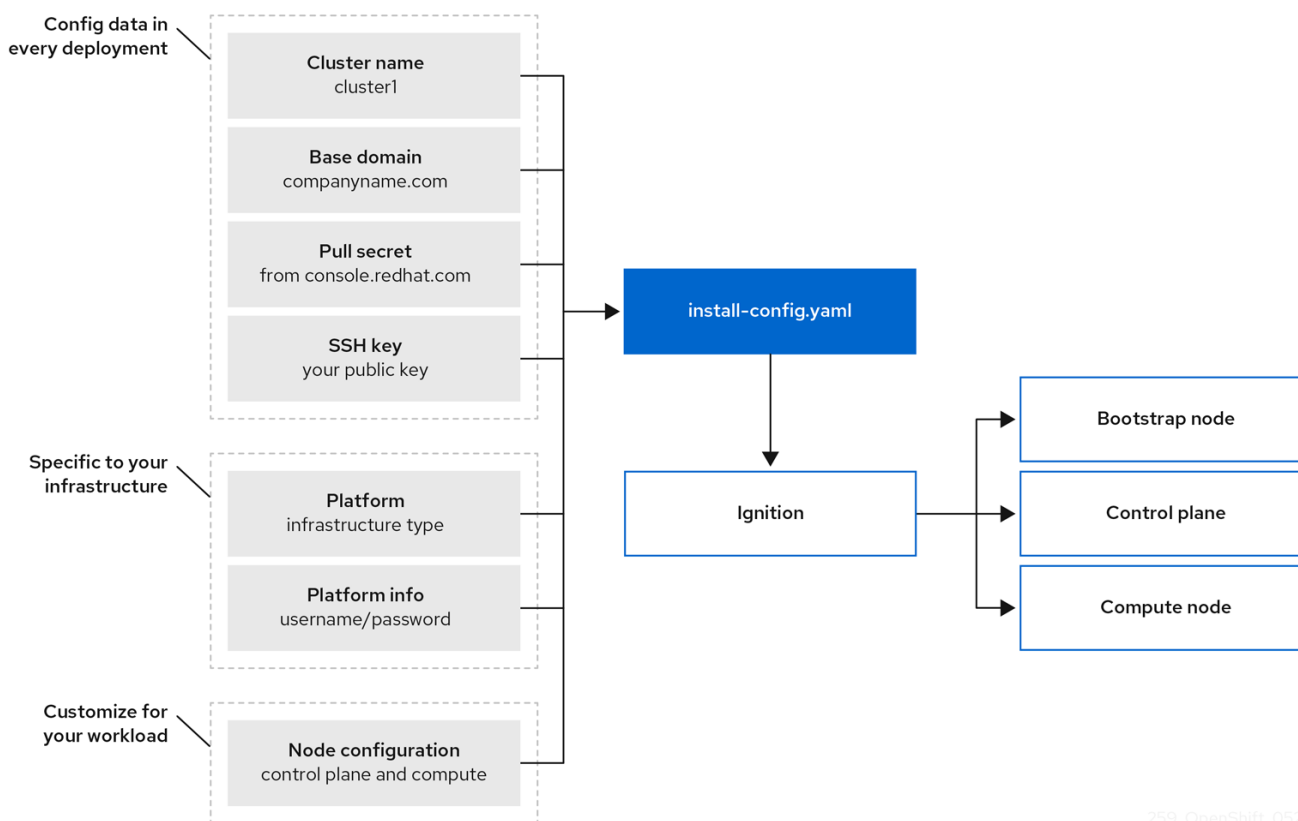 Config data in
every deployment
Cluster name
cluster1
Base domain
companyname.com
Pull secret
from console.redhat.com
SSH key
your public key
install-config.yaml
Bootstrap node
Specific to your
infrastructure
Platform
infrastructure type
Ignition
Control plane
Platform info
username/password
Compute node
Customize for
your workload
Node configuration
control plane and compute
259_OpenShift_052